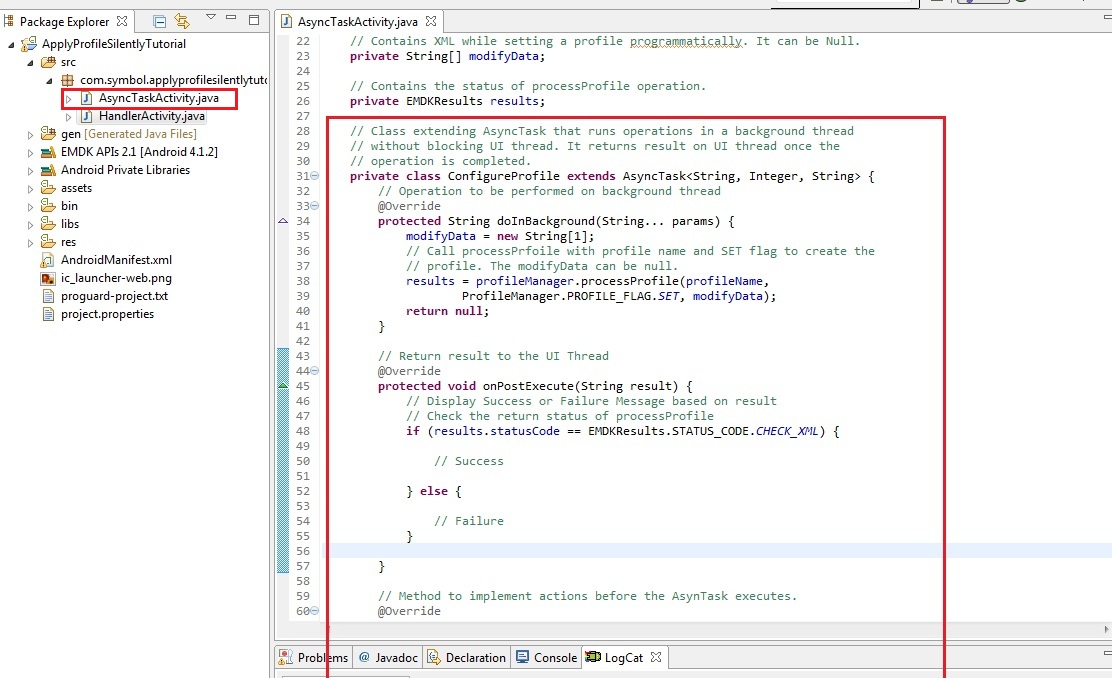 Package Explorer
ApplyProfileSilentlyTutorial
src
com.symbol.applyprofilesilentlytuto
AsyncTaskActivity.java
HandlerActivity.java
gen [Generated Java Files]
EMDK APIs 2.1 [Android 4.1.2]
Android Private Libraries
assets
bin
libs
res
AndroidManifest.xml
ic_launcher-web.png
proguard-project.txt
project.properties
AsyncTaskActivity.java
22 // Contains XML while setting a profile programmatically. It can be Null.
23 private String[] modifyData;
24
25 // Contains the status of processProfile operation.
26 private EMDKResults results;
27
28 // Class extending AsyncTask that runs operations in a background thread
29 // without blocking UI thread. It returns result on UI thread once the
30 // operation is completed.
31 private class ConfigureProfile extends AsyncTask<String, Integer, String> {
32 // Operation to be performed on background thread
33 @Override
34 protected String doInBackground(String... params) {
35 modifyData = new String[1];
36 // Call processPrfoile with profile name and SET flag to create the
37 // profile. The modifyData can be null.
38 results = profileManager.processProfile(profileName,
39 ProfileManager.PROFILE_FLAG.SET, modifyData);
40 return null;
41 }
42
43 // Return result to the UI Thread
44 @Override
45 protected void onPostExecute(String result) {
46 // Display Success or Failure Message based on result
47 // Check the return status of processProfile
48 if (results.statusCode == EMDKResults.STATUS_CODE.CHECK_XML) {
49
50 // Success
51
52 } else {
53
54 // Failure
55 }
56
57 }
58
59 // Method to implement actions before the AsynTask executes.
60 @Override
Problems @ Javadoc Declaration Console LogCat